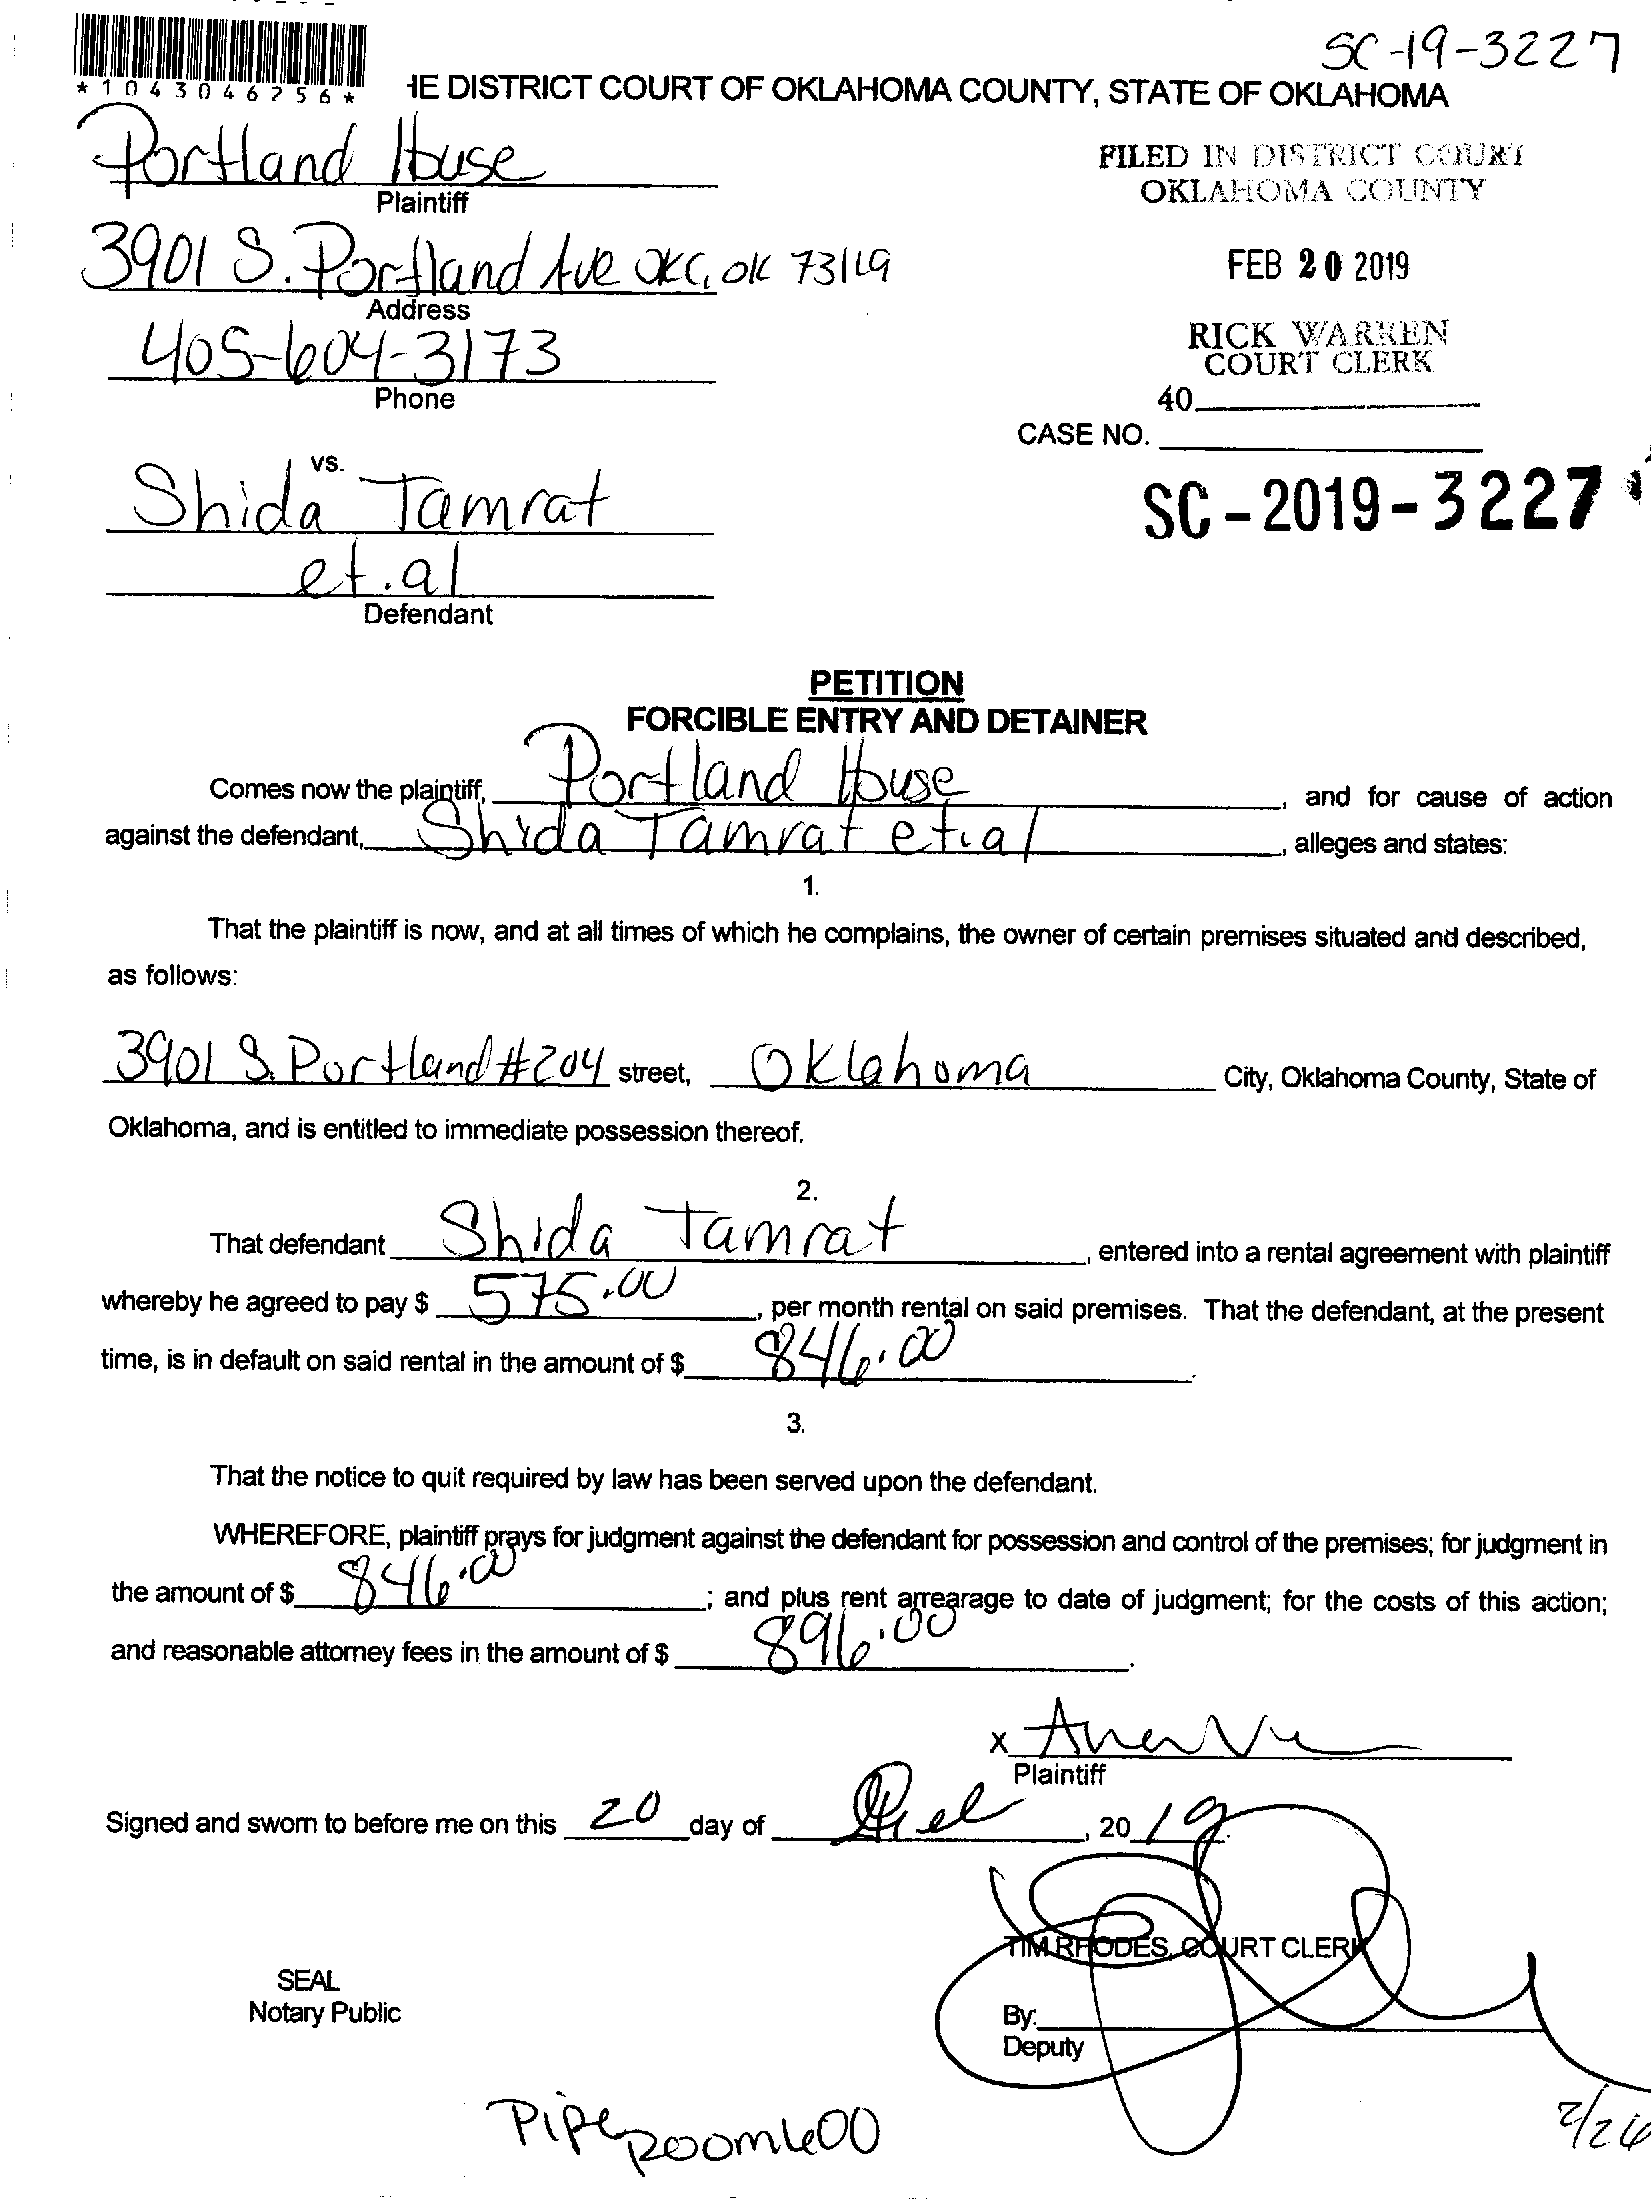 SC-19-3227
*1043046256*
HE DISTRICT COURT OF OKLAHOMA COUNTY, STATE OF OKLAHOMA
Portland House
Plaintiff
FILED IN DISTRICT COURT
OKLAHOMA COUNTY
3901 S. Portland Ave OKC, OK 73119
Address
FEB 20 2019
405-604-3173
Phone
RICK WARREN
COURT CLERK
40
CASE NO.
vs.
SC-2019-3227
Shida Tamrat
et.al
Defendant
PETITION
FORCIBLE ENTRY AND DETAINER
Comes now the plaintiff, Portland House, and for cause of action
against the defendant, Shida Tamrat et.al, alleges and states:
1.
That the plaintiff is now, and at all times of which he complains, the owner of certain premises situated and described,
as follows:
3901 S. Portland #204 street, Oklahoma City, Oklahoma County, State of
Oklahoma, and is entitled to immediate possession thereof.
2.
That defendant Shida Tamrat, entered into a rental agreement with plaintiff
whereby he agreed to pay $ 575.00, per month rental on said premises. That the defendant, at the present
time, is in default on said rental in the amount of $ 846.00.
3.
That the notice to quit required by law has been served upon the defendant.
WHEREFORE, plaintiff prays for judgment against the defendant for possession and control of the premises; for judgment in
the amount of $ 846.00; and plus rent arrearage to date of judgment; for the costs of this action;
and reasonable attorney fees in the amount of $ 896.00.
x
Plaintiff
Signed and sworn to before me on this 20 day of , 2019.
TIM RHODES, COURT CLERK
SEAL
Notary Public
By:
Deputy
Pipe
Room 600
2/26